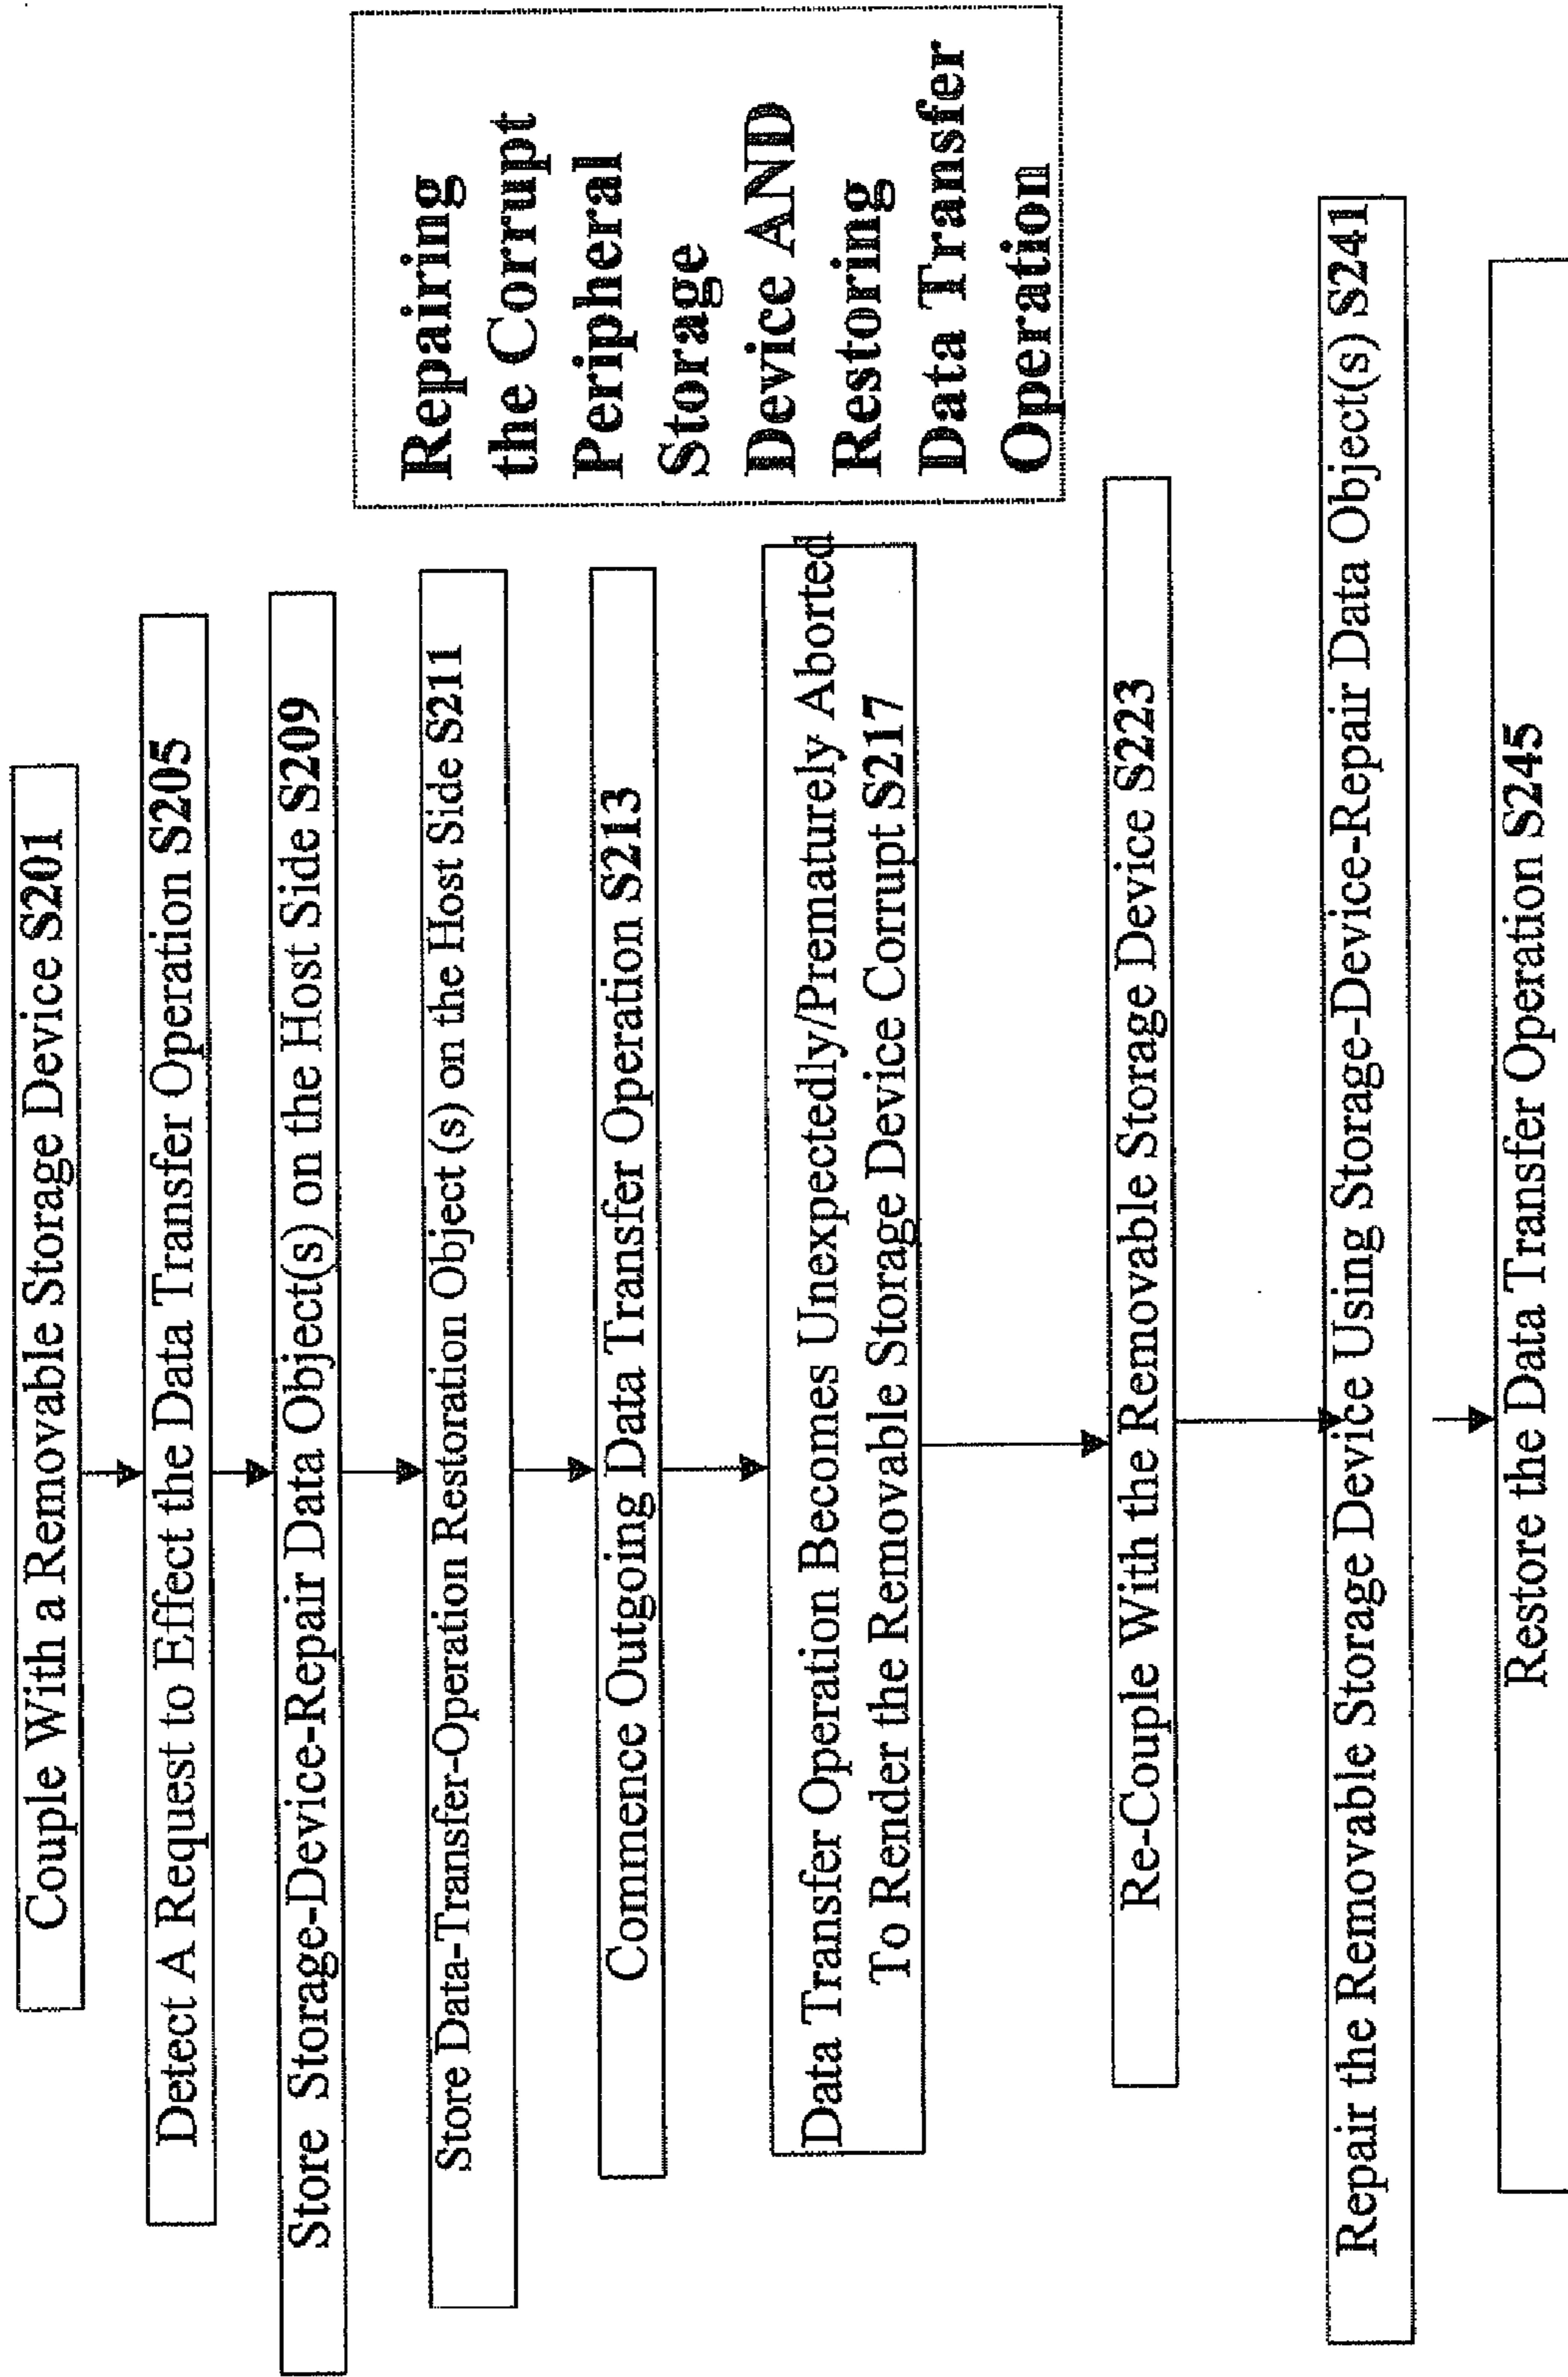 Couple With a Removable Storage Device S201
Detect A Request to Effect the Data Transfer Operation S205
Store Storage-Device-Repair Data Object(s) on the Host Side S209
Store Data-Transfer-Operation Restoration Object (s) on the Host Side S211
Commence Outgoing Data Transfer Operation S213
Data Transfer Operation Becomes Unexpectedly/Prematurely Aborted
To Render the Removable Storage Device Corrupt S217
Re-Couple With the Removable Storage Device S223
Repair the Removable Storage Device Using Storage-Device-Repair Data Object(s) S241
Restore the Data Transfer Operation S245
Repairing
the Corrupt
Peripheral
Storage
Device AND
Restoring
Data Transfer
Operation